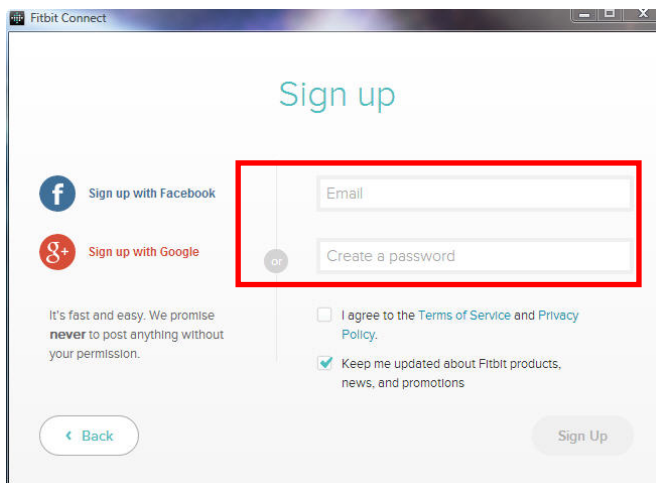 Fitbit Connect
Sign up
f
Sign up with Facebook
g+
Sign up with Google
or
Email
Create a password
It's fast and easy. We promise
never to post anything without
your permission.
I agree to the Terms of Service and Privacy
Policy.
Keep me updated about Fitbit products,
news, and promotions
Back
Sign Up